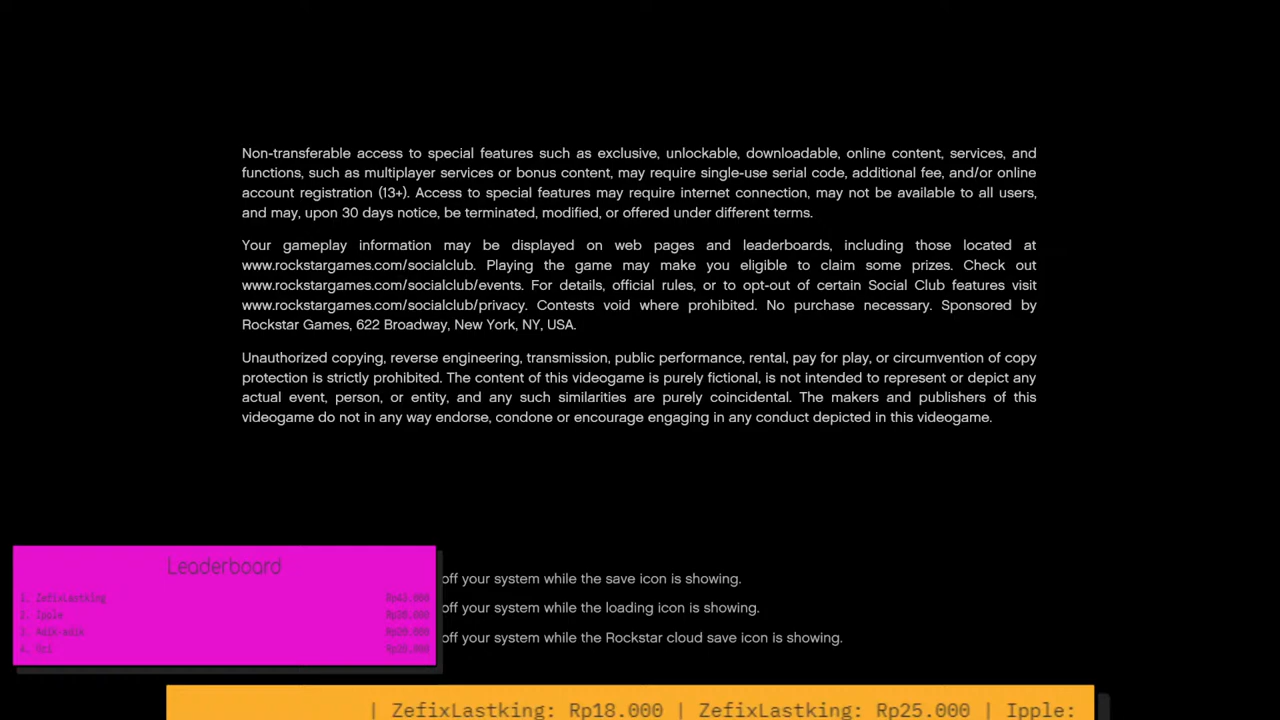 Non-transferable access to special features such as exclusive, unlockable, downloadable, online content, services, and
functions, such as multiplayer services or bonus content, may require single-use serial code, additional fee, and/or online
account registration (13+). Access to special features may require internet connection, may not be available to all users,
and may, upon 30 days notice, be terminated, modified, or offered under different terms.
Your gameplay information may be displayed on web pages and leaderboards, including those located at
www.rockstargames.com/socialclub. Playing the game may make you eligible to claim some prizes. Check out
www.rockstargames.com/socialclub/events. For details, official rules, or to opt-out of certain Social Club features visit
www.rockstargames.com/socialclub/privacy. Contests void where prohibited. No purchase necessary. Sponsored by
Rockstar Games, 622 Broadway, New York, NY, USA.
Unauthorized copying, reverse engineering, transmission, public performance, rental, pay for play, or circumvention of copy
protection is strictly prohibited. The content of this videogame is purely fictional, is not intended to represent or depict any
actual event, person, or entity, and any such similarities are purely coincidental. The makers and publishers of this
videogame do not in any way endorse, condone or encourage engaging in any conduct depicted in this videogame.
off your system while the save icon is showing.
off your system while the loading icon is showing.
off your system while the Rockstar cloud save icon is showing.
Leaderboard
1. ZefixLastking Rp43.000
2. Ipple
3. Adik-adik Rp20.000
4.
| ZefixLastking: Rp18.000 | ZefixLastking: Rp25.000 | Ipple: